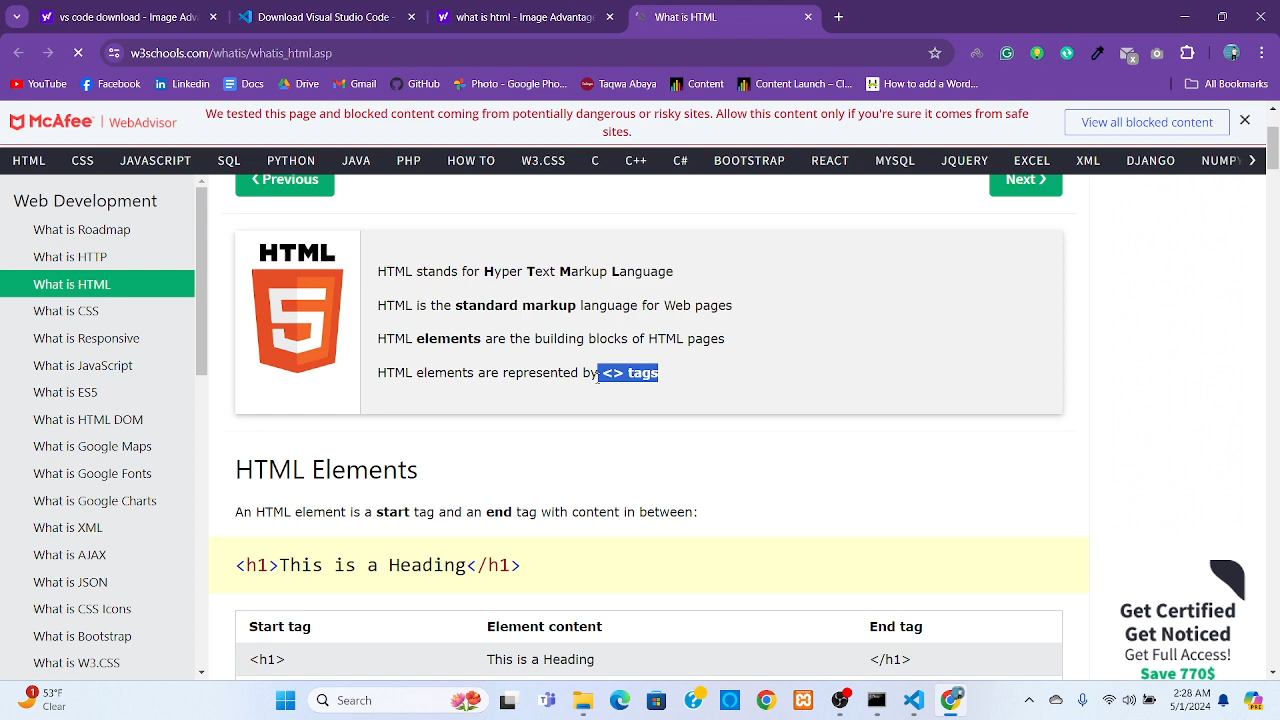 Image Advanced - down
Download Visual Studio Code -
what is html - Image Advantage
What is HTML
w3schools.com/whatis/whatis_html.asp
YouTube Facebook LinkedIn Docs Drive Gmail GitHub Photo - Google Pho... Taqwa Abaya Content Content Launch – Cl... How to add a Wor... All Bookmarks
McAfee | WebAdvisor
We tested this page and blocked content coming from potentially dangerous or risky sites. Allow this content only if you're sure it comes from safe
sites.
View all blocked content
HTML CSS JAVASCRIPT SQL PYTHON JAVA PHP HOW TO W3.CSS C C++ C# BOOTSTRAP REACT MYSQL JQUERY EXCEL XML DJANGO NUMPY
Web Development
What is Roadmap
What is HTTP
What is HTML
What is CSS
What is Responsive
What is JavaScript
What is ES5
What is HTML DOM
What is Google Maps
What is Google Fonts
What is Google Charts
What is XML
What is AJAX
What is JSON
What is CSS Icons
What is Bootstrap
What is W3.CSS
❮ Previous
Next ❯
HTML
5
HTML stands for Hyper Text Markup Language
HTML is the standard markup language for Web pages
HTML elements are the building blocks of HTML pages
HTML elements are represented by <> tags
HTML Elements
An HTML element is a start tag and an end tag with content in between:
<h1>This is a Heading</h1>
Start tag Element content End tag
<h1> This is a Heading </h1>
Get Certified
Get Noticed
Get Full Access!
Save 770$
1
53°F
Clear
Search
2:28 AM
5/1/2024
PRE